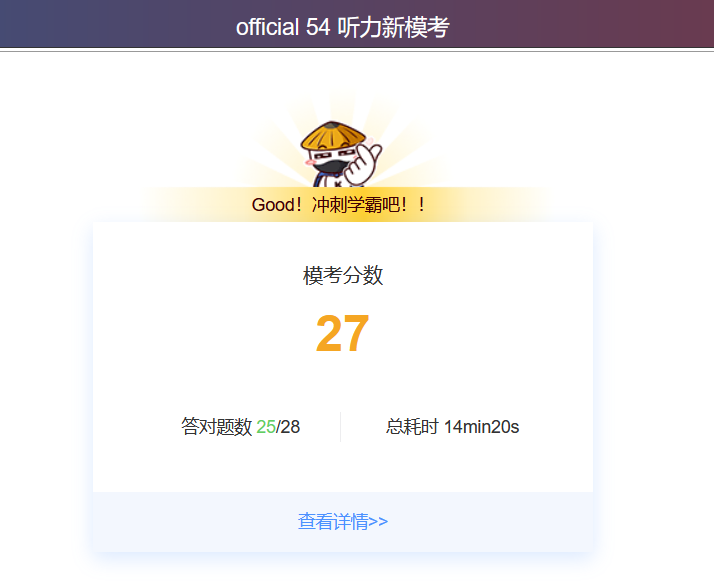 official 54 听力新模考
Good！冲刺学霸吧！！
模考分数
27
答对题数 25/28
总耗时 14min20s
查看详情>>